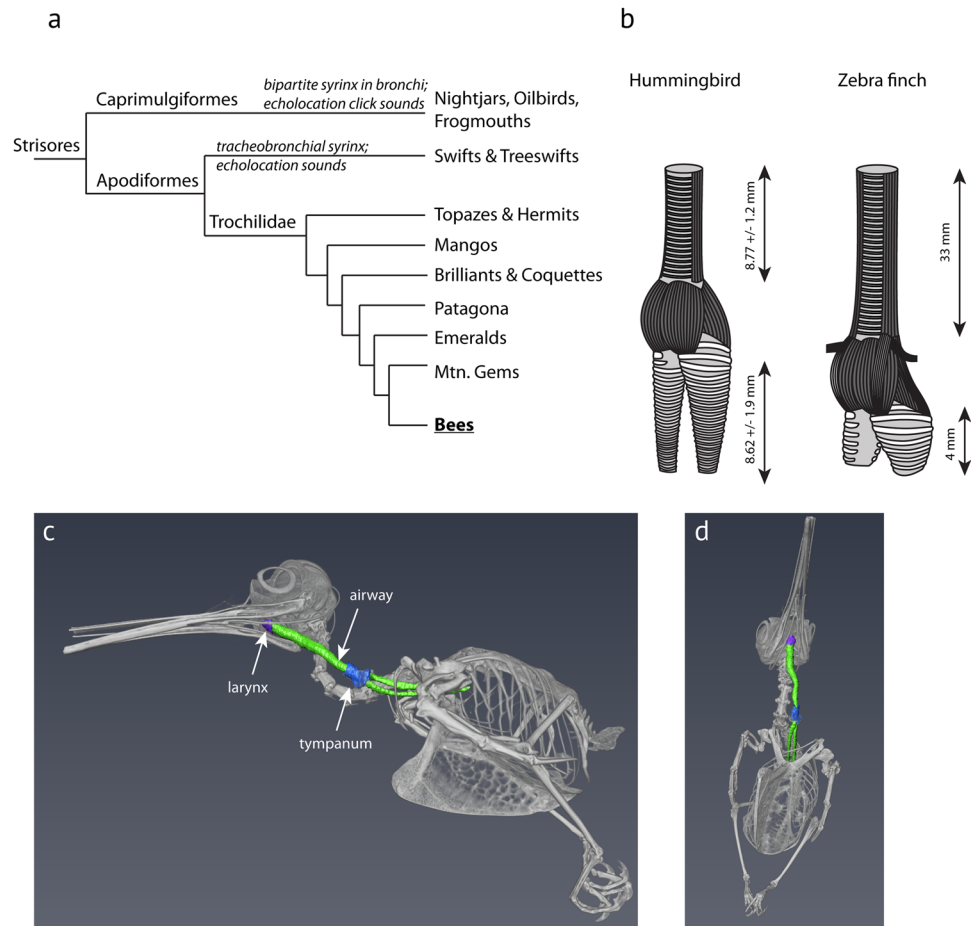 a
Strisores
Caprimulgiformes
bipartite syrinx in bronchi;
echolocation click sounds
Nightjars, Oilbirds,
Frogmouths
Apodiformes
tracheobronchial syrinx;
echolocation sounds
Swifts & Treeswifts
Trochilidae
Topazes & Hermits
Mangos
Brilliants & Coquettes
Patagona
Emeralds
Mtn. Gems
Bees
b
Hummingbird
Zebra finch
8.77 +/- 1.2 mm
8.62 +/- 1.9 mm
33 mm
4 mm
c
airway
larynx
tympanum
d